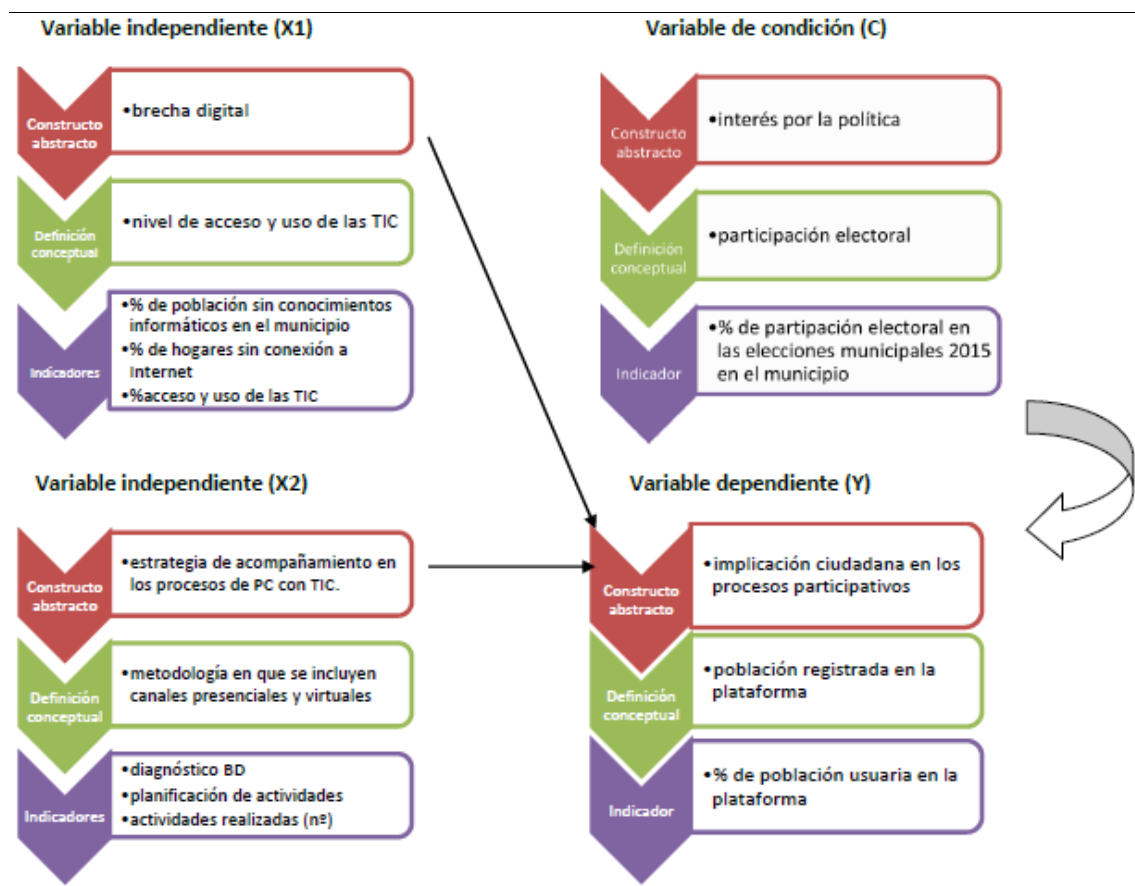 Variable independiente (X1)
Constructo
abstracto
•brecha digital
Definición
conceptual
•nivel de acceso y uso de las TIC
Indicadores
•% de población sin conocimientos
informáticos en el municipio
•% de hogares sin conexión a
Internet
•%acceso y uso de las TIC
Variable de condición (C)
Constructo
abstracto
•interés por la política
Definición
conceptual
•participación electoral
Indicador
•% de partipación electoral en
las elecciones municipales 2015
en el municipio
Variable independiente (X2)
Constructo
abstracto
•estrategia de acompañamiento en
los procesos de PC con TIC.
Definición
conceptual
•metodología en que se incluyen
canales presenciales y virtuales
Indicadores
•diagnóstico BD
•planificación de actividades
•actividades realizadas (nº)
Variable dependiente (Y)
Constructo
abstracto
•implicación ciudadana en los
procesos participativos
Definición
conceptual
•población registrada en la
plataforma
Indicador
•% de población usuaria en la
plataforma